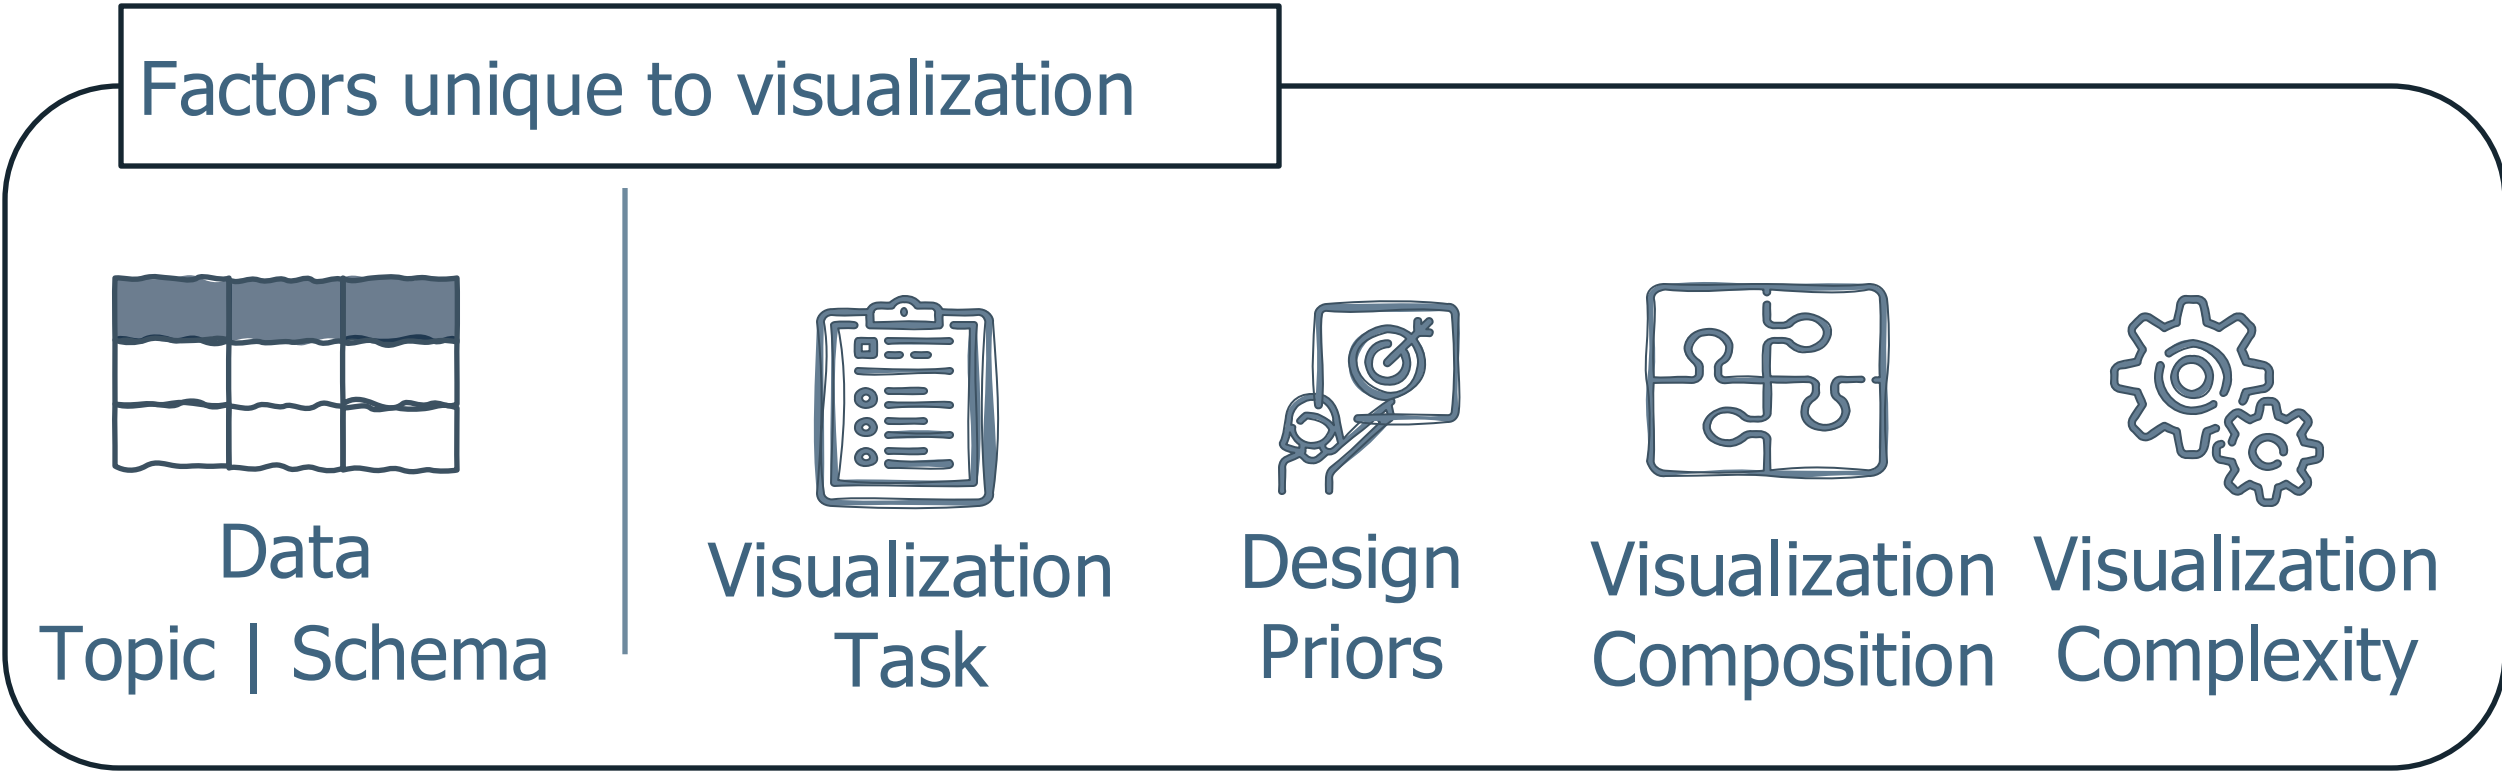 Factors unique to visualization
Data
Topic | Schema
Visualization
Task
Design
Priors
Visualization
Composition
Visualization
Complexity